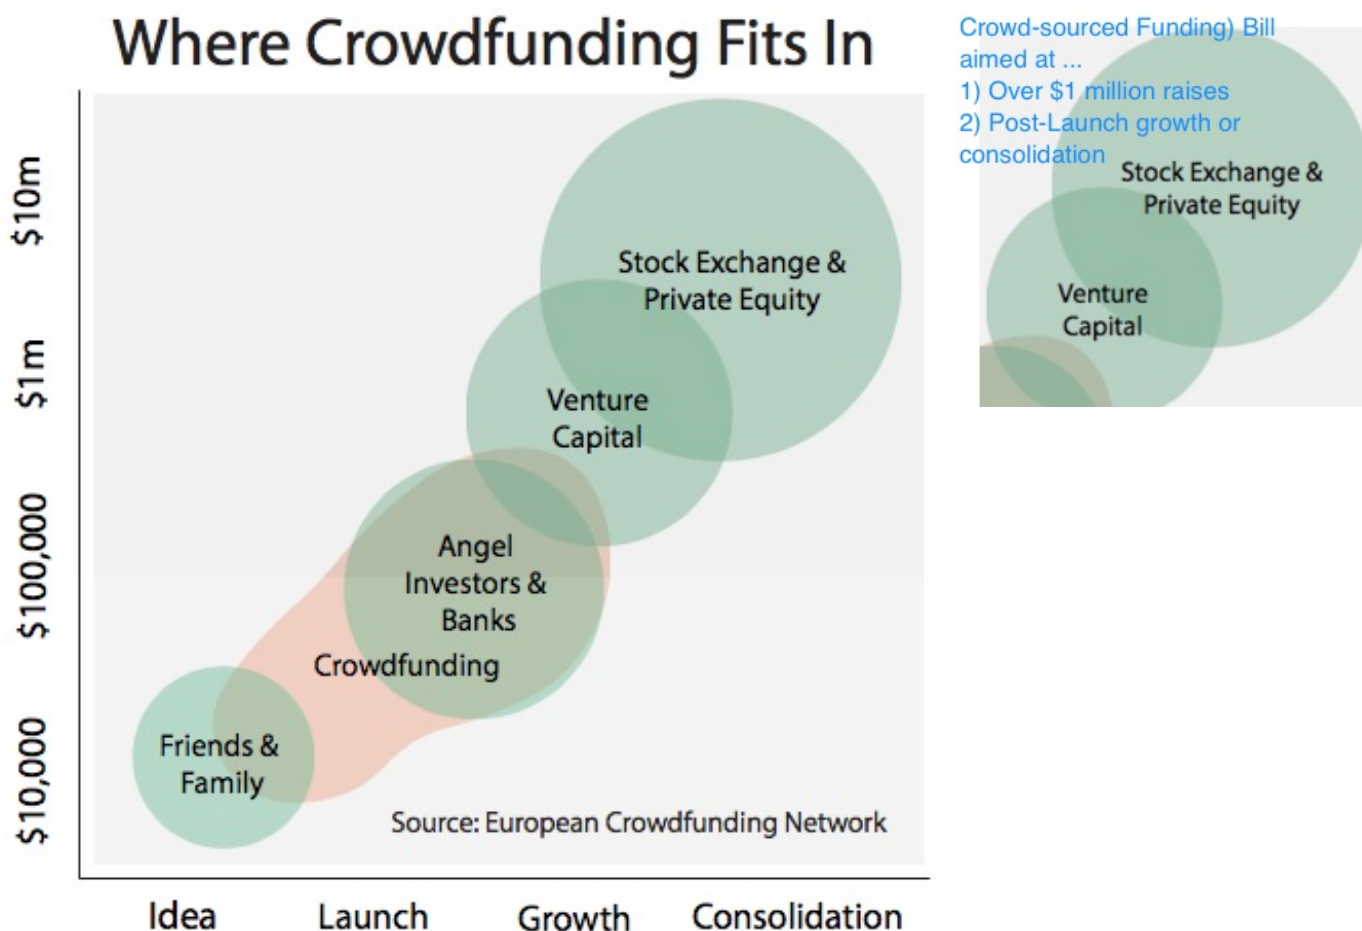 Where Crowdfunding Fits In
$10m
$1m
$100,000
$10,000
Stock Exchange &
Private Equity
Venture
Capital
Angel
Investors &
Banks
Crowdfunding
Friends &
Family
Source: European Crowdfunding Network
Idea
Launch
Growth
Consolidation
Crowd-sourced Funding) Bill
aimed at ...
1) Over $1 million raises
2) Post-Launch growth or
consolidation
Stock Exchange &
Private Equity
Venture
Capital